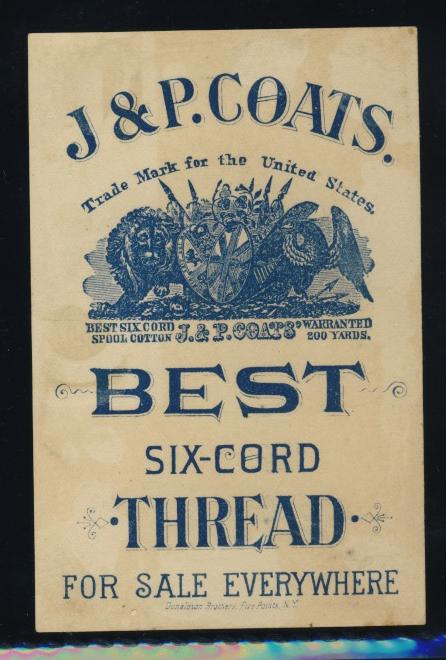 J & P. COATS.
Trade Mark for the United States.
BEST SIX CORD
SPOOL COTTON
J. & P. COATS'
WARRANTED
200 YARDS.
BEST
SIX-CORD
THREAD
FOR SALE EVERYWHERE
Donaldson Brothers, Five Points, N.Y.